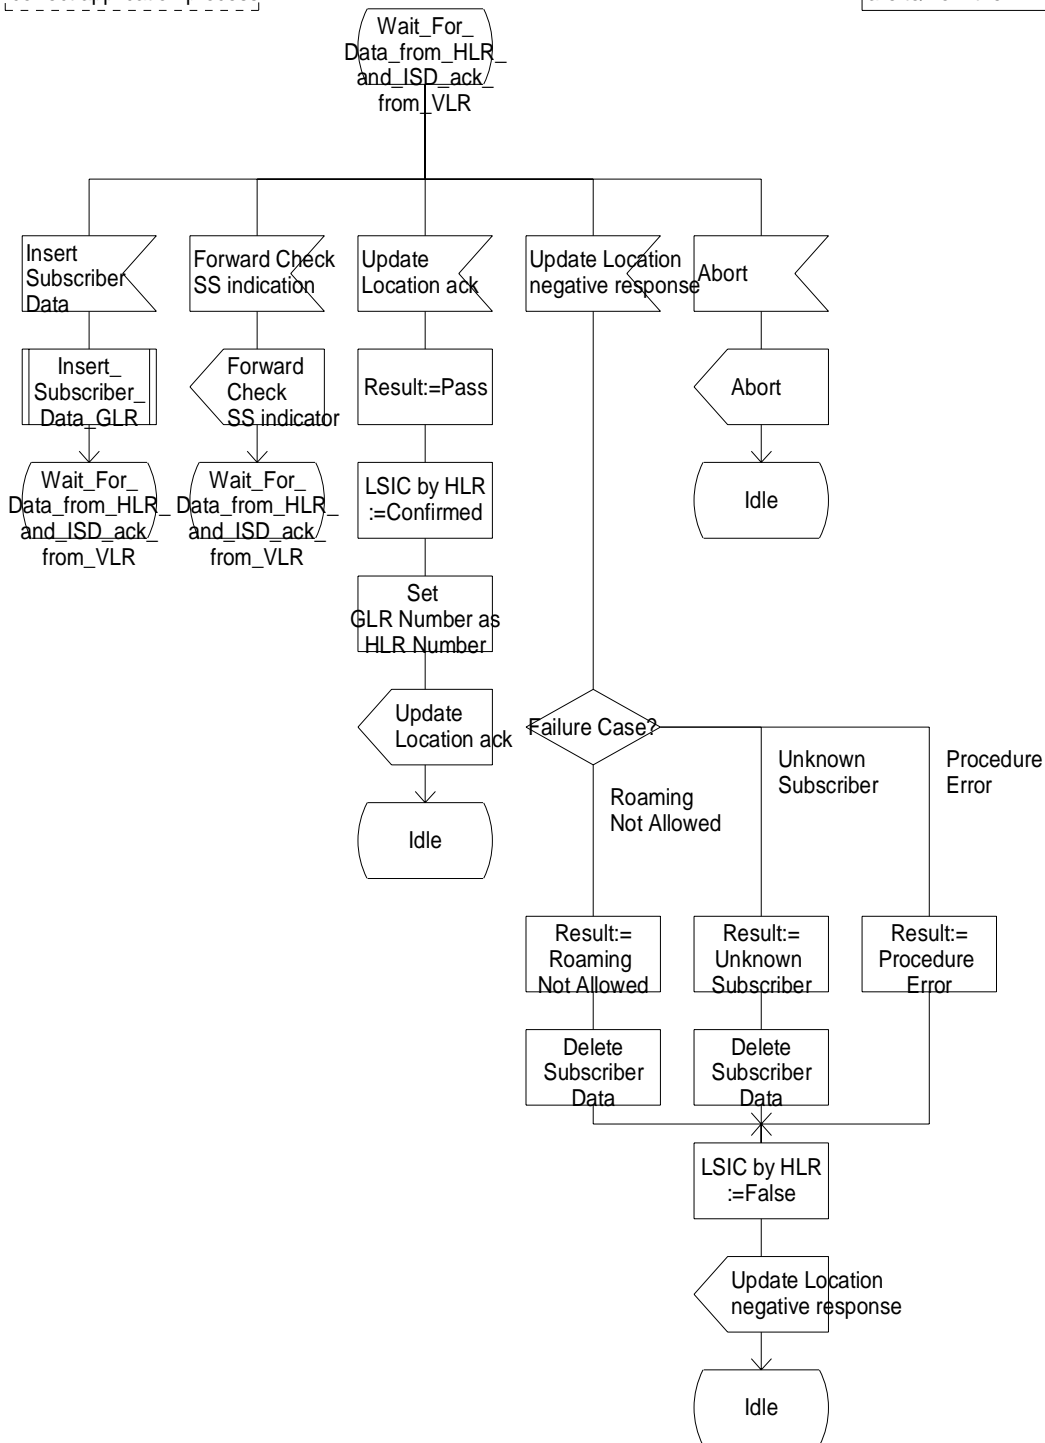 Wait_For_
Data_from_HLR_
and_ISD_ack_
from_VLR
Insert
Subscriber
Data
Forward Check
SS indication
Update
Location ack
Update Location
negative response
Abort
Insert_
Subscriber_
Data_GLR
Forward
Check
SS indicator
Result:=Pass
Abort
Wait_For_
Data_from_HLR_
and_ISD_ack_
from_VLR
Wait_For_
Data_from_HLR_
and_ISD_ack_
from_VLR
LSIC by HLR
:=Confirmed
Idle
Set
GLR Number as
HLR Number
Update
Location ack
Failure Case?
Unknown
Subscriber
Procedure
Error
Roaming
Not Allowed
Idle
Result:=
Roaming
Not Allowed
Result:=
Unknown
Subscriber
Result:=
Procedure
Error
Delete
Subscriber
Data
Delete
Subscriber
Data
LSIC by HLR
:=False
Update Location
negative response
Idle